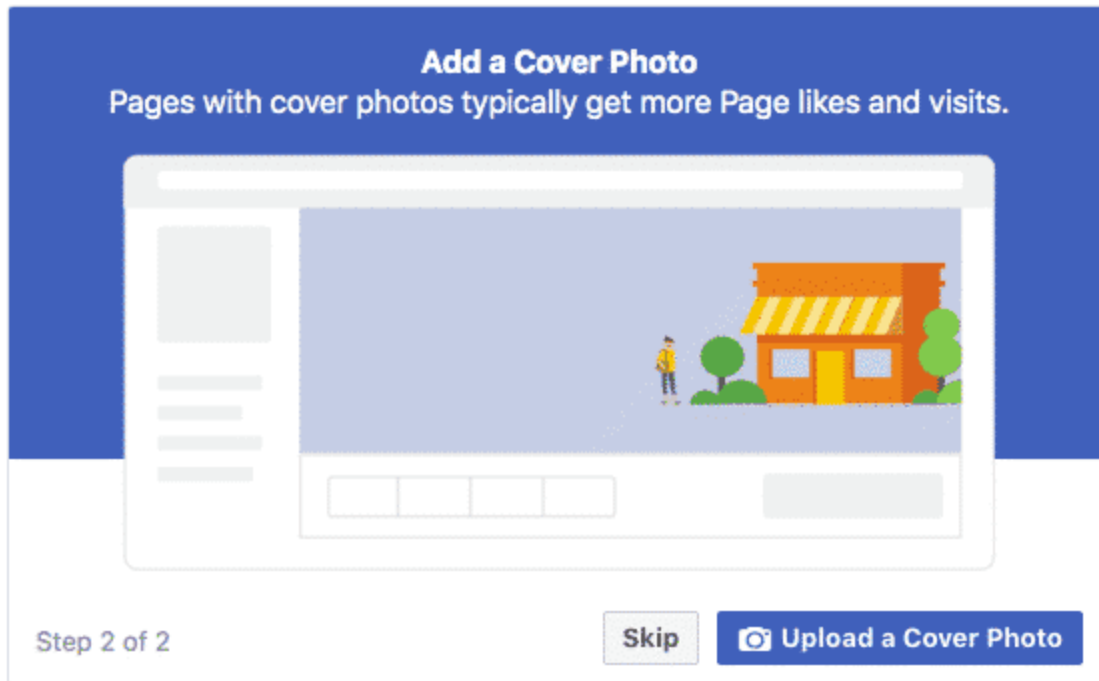 Add a Cover Photo
Pages with cover photos typically get more Page likes and visits.
Step 2 of 2
Skip
Upload a Cover Photo